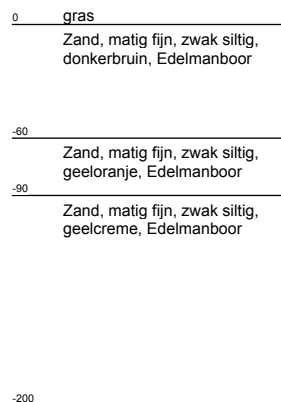 0 gras
Zand, matig fijn, zwak siltig,
donkerbruin, Edelmanboor
-60
Zand, matig fijn, zwak siltig,
geeloranje, Edelmanboor
-90
Zand, matig fijn, zwak siltig,
geelcreme, Edelmanboor
-200